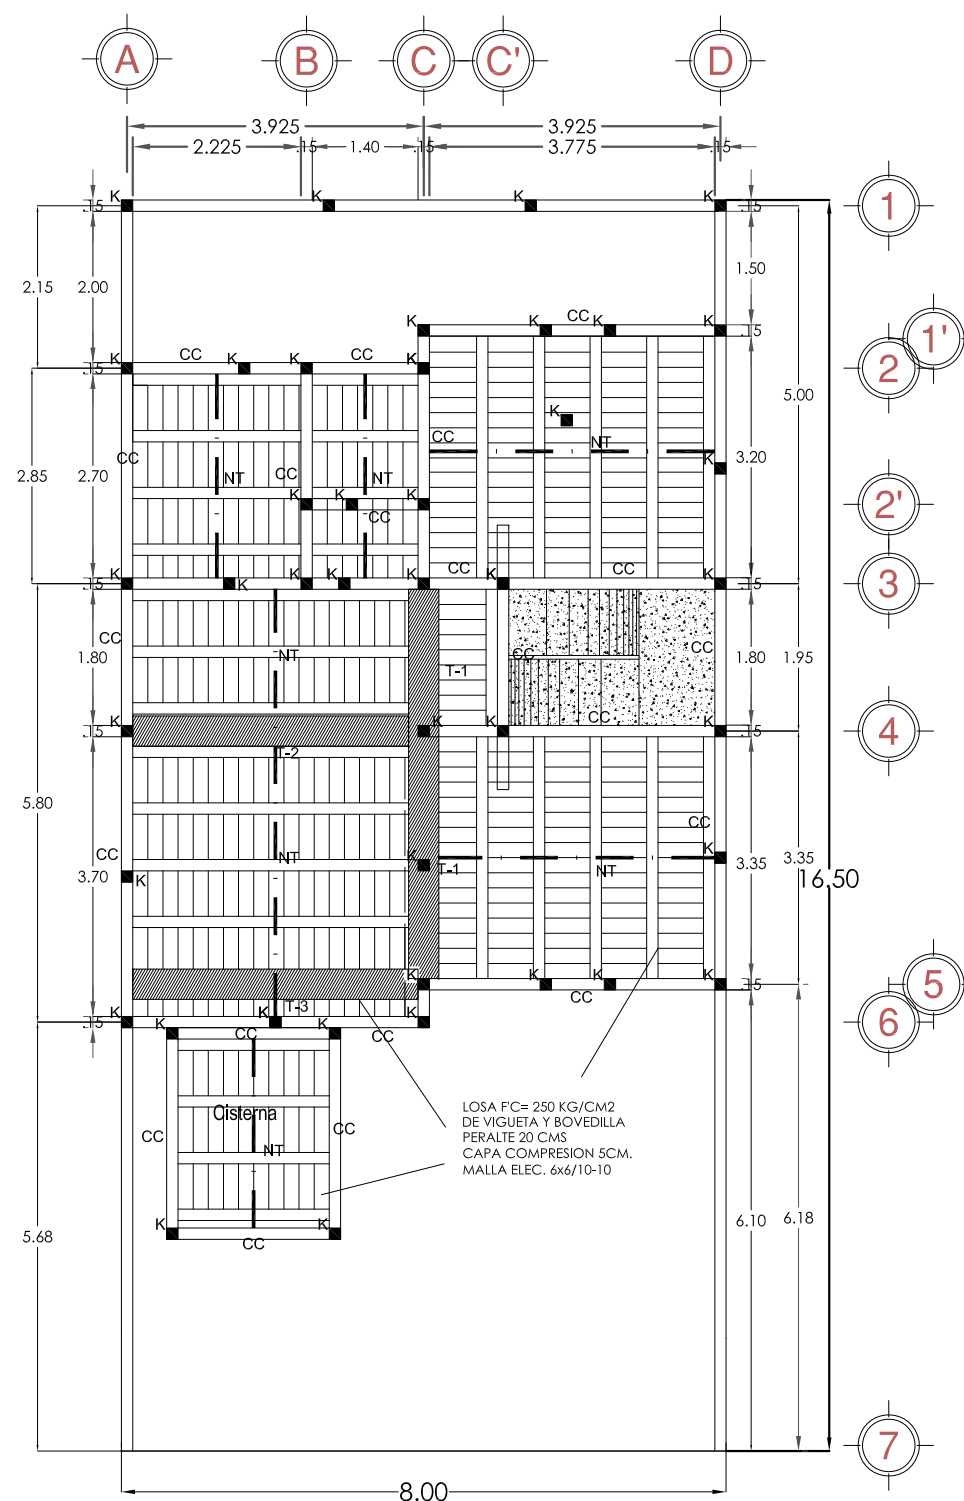 A B C C' D
3.925 3.925
2.225 .15 1.40 .15 3.775 .15
K K K K
.15 .15 1
2.15 2.00 1.50
K CC K
K K .15 1'
K CC K K CC K
.15 2
5.00
K
CC NT
CC CC NT CC NT 3.20
2.85 2.70 K
K K K 2'
CC
K K K K K CC K CC K
.15 K .15 3
CC
1.80 NT CC CC 1.80 1.95
T-1
K CC
K K K K
.15 .15 4
T-2
5.80 CC
CC NT K K 3.35 3.35
3.70 K T-1 NT 16.50
K K K K
.15 CC 5
T-3
K K K
.15 6
K CC K CC
LOSA F'C= 250 KG/CM2
Cisterna
DE VIGUETA Y BOVEDILLA
CC CC
PERALTE 20 CMS
NT CAPA COMPRESION 5CM.
MALLA ELEC. 6x6/10-10
K K
5.68 CC 6.10 6.18
7
8.00